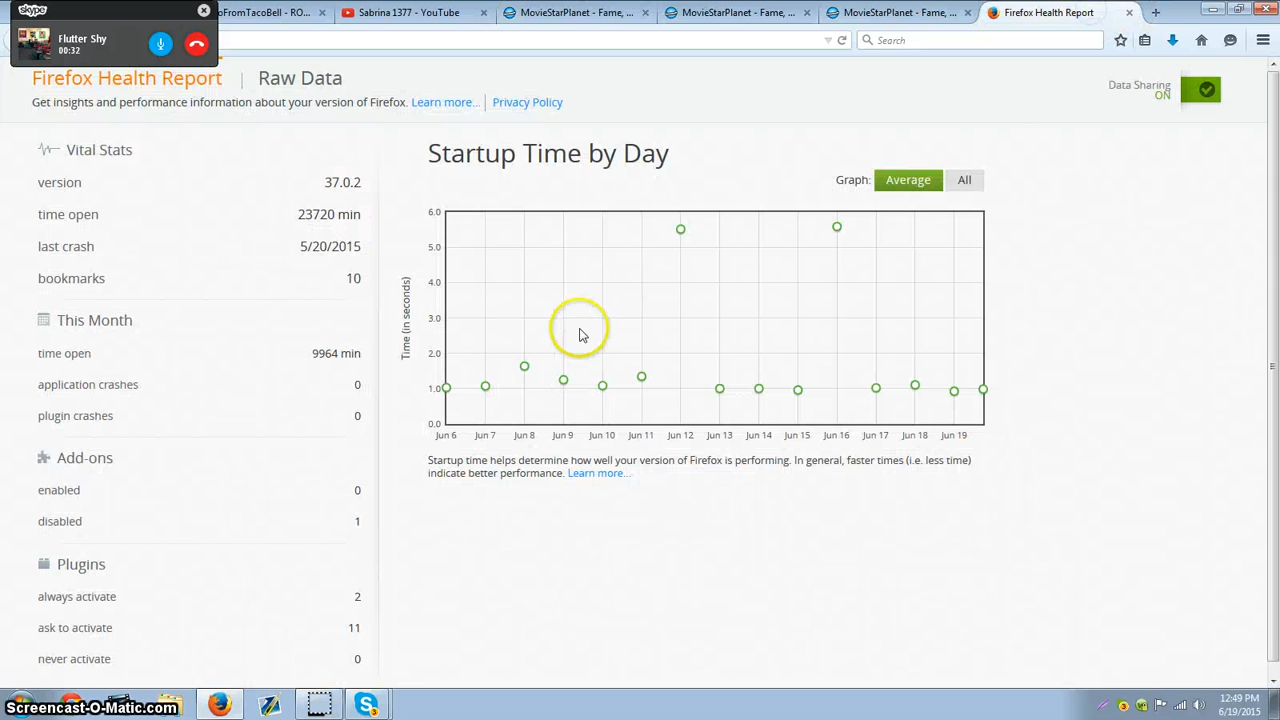 skype
Flutter Shy
00:32
FromTacoBell - RO...
Sabrina 1377 - YouTube
MovieStarPlanet - Fame, ...
MovieStarPlanet - Fame, ...
MovieStarPlanet - Fame, ...
Firefox Health Report
Search
Firefox Health Report
Raw Data
Get insights and performance information about your version of Firefox. Learn more... Privacy Policy
Data Sharing
ON
Vital Stats
version 37.0.2
time open 23720 min
last crash 5/20/2015
bookmarks 10
This Month
time open 9964 min
application crashes 0
plugin crashes 0
Add-ons
enabled 0
disabled 1
Plugins
always activate 2
ask to activate 11
never activate 0
Startup Time by Day
Graph: Average All
6.0
5.0
4.0
3.0
2.0
1.0
0.0
Time (in seconds)
Jun 6 Jun 7 Jun 8 Jun 9 Jun 10 Jun 11 Jun 12 Jun 13 Jun 14 Jun 15 Jun 16 Jun 17 Jun 18 Jun 19
Startup time helps determine how well your version of Firefox is performing. In general, faster times (i.e. less time)
indicate better performance. Learn more...
Screencast-O-Matic.com
12:49 PM
6/19/2015